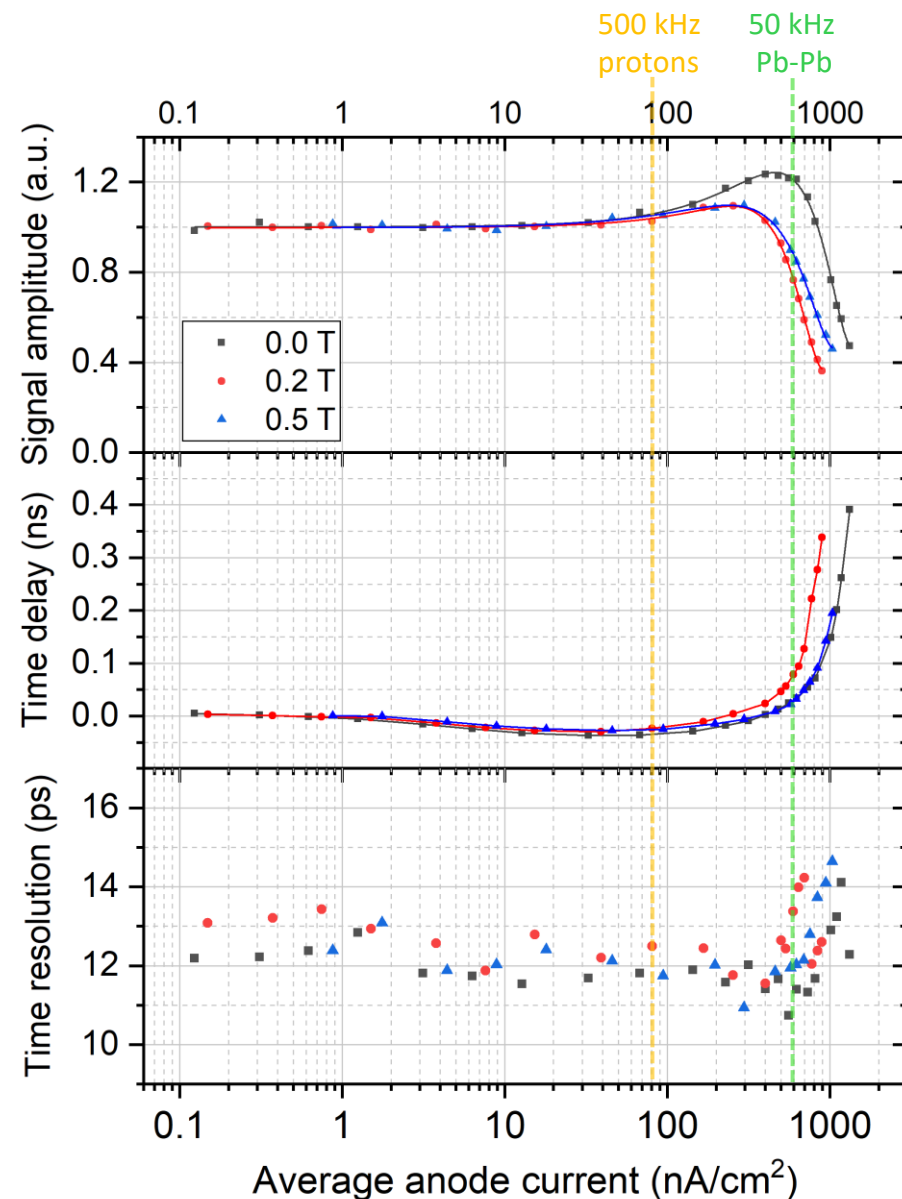 500 kHz
protons
50 kHz
Pb-Pb
0.1 1 10 100 1000
Signal amplitude (a.u.)
1.2
0.8
0.4
0.0
0.0 T
0.2 T
0.5 T
Time delay (ns)
0.4
0.3
0.2
0.1
0.0
Time resolution (ps)
16
14
12
10
0.1 1 10 100 1000
Average anode current (nA/cm²)